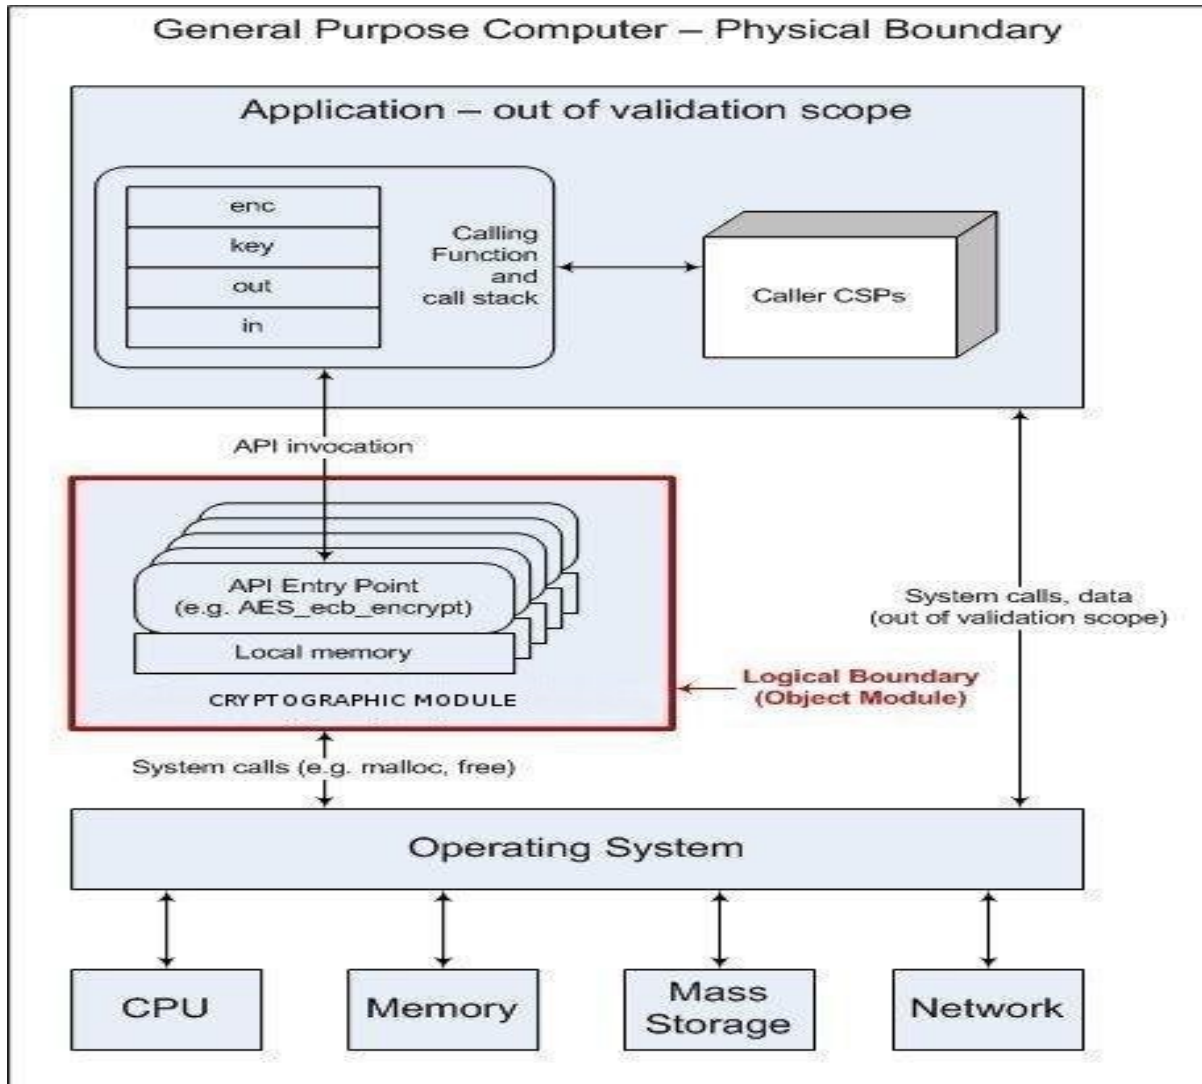 General Purpose Computer – Physical Boundary
Application – out of validation scope
enc
key
out
in
Calling
Function
and
call stack
Caller CSPs
API invocation
API Entry Point
(e.g. AES_ecb_encrypt)
Local memory
CRYPTOGRAPHIC MODULE
System calls, data
(out of validation scope)
Logical Boundary
(Object Module)
System calls (e.g. malloc, free)
Operating System
CPU
Memory
Mass
Storage
Network